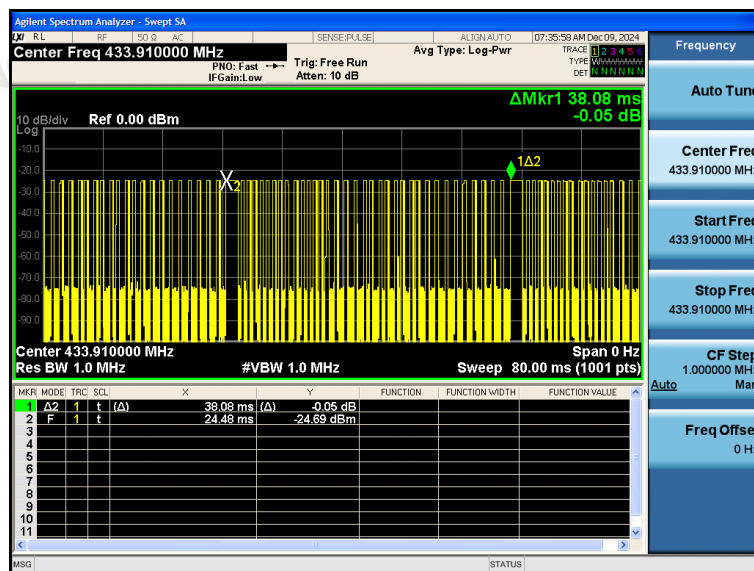 Agilent Spectrum Analyzer - Swept SA
LXI RL RF 50 Ω AC SENSE:PULSE ALIGN AUTO 07:35:58 AM Dec 09, 2024
Center Freq 433.910000 MHz
PNO: Fast
IFGain:Low
Trig: Free Run
Atten: 10 dB
Avg Type: Log-Pwr
TRACE 1 2 3 4 5 6
TYPE
DET N N N N N N
ΔMkr1 38.08 ms
-0.05 dB
10 dB/div Ref 0.00 dBm
Log
-10.0
-20.0
-30.0
-40.0
-50.0
-60.0
-70.0
-80.0
-90.0
X2
1Δ2
Center 433.910000 MHz Span 0 Hz
Res BW 1.0 MHz #VBW 1.0 MHz Sweep 80.00 ms (1001 pts)
MKR MODE TRC SCL X Y FUNCTION FUNCTION WIDTH FUNCTION VALUE
1 Δ2 1 t (Δ) 38.08 ms (Δ) -0.05 dB
2 F 1 t 24.48 ms -24.69 dBm
3
4
5
6
7
8
9
10
11
MSG STATUS
Frequency
Auto Tune
Center Freq
433.910000 MHz
Start Freq
433.910000 MHz
Stop Freq
433.910000 MHz
CF Step
1.000000 MHz
Auto Man
Freq Offset
0 Hz